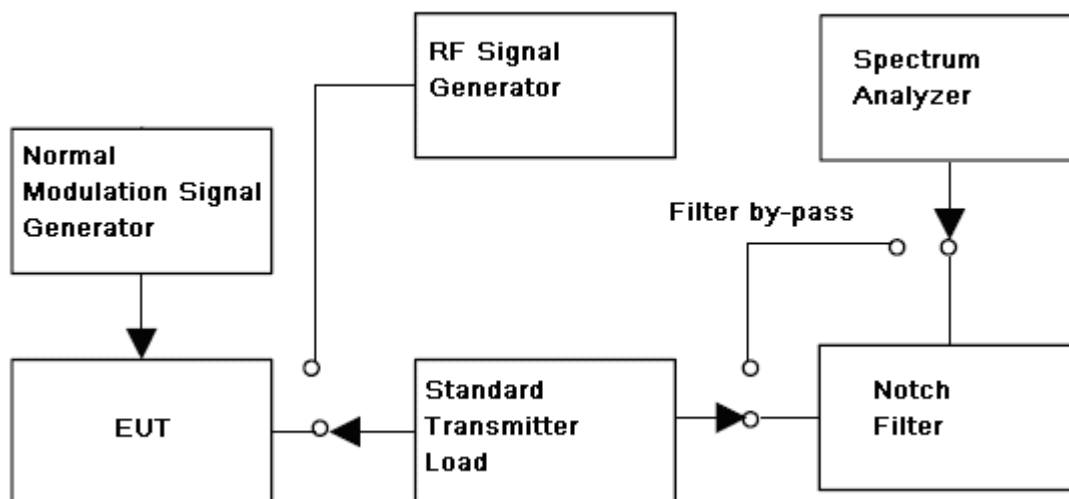 RF Signal
Generator
Spectrum
Analyzer
Normal
Modulation Signal
Generator
Filter by-pass
EUT
Standard
Transmitter
Load
Notch
Filter